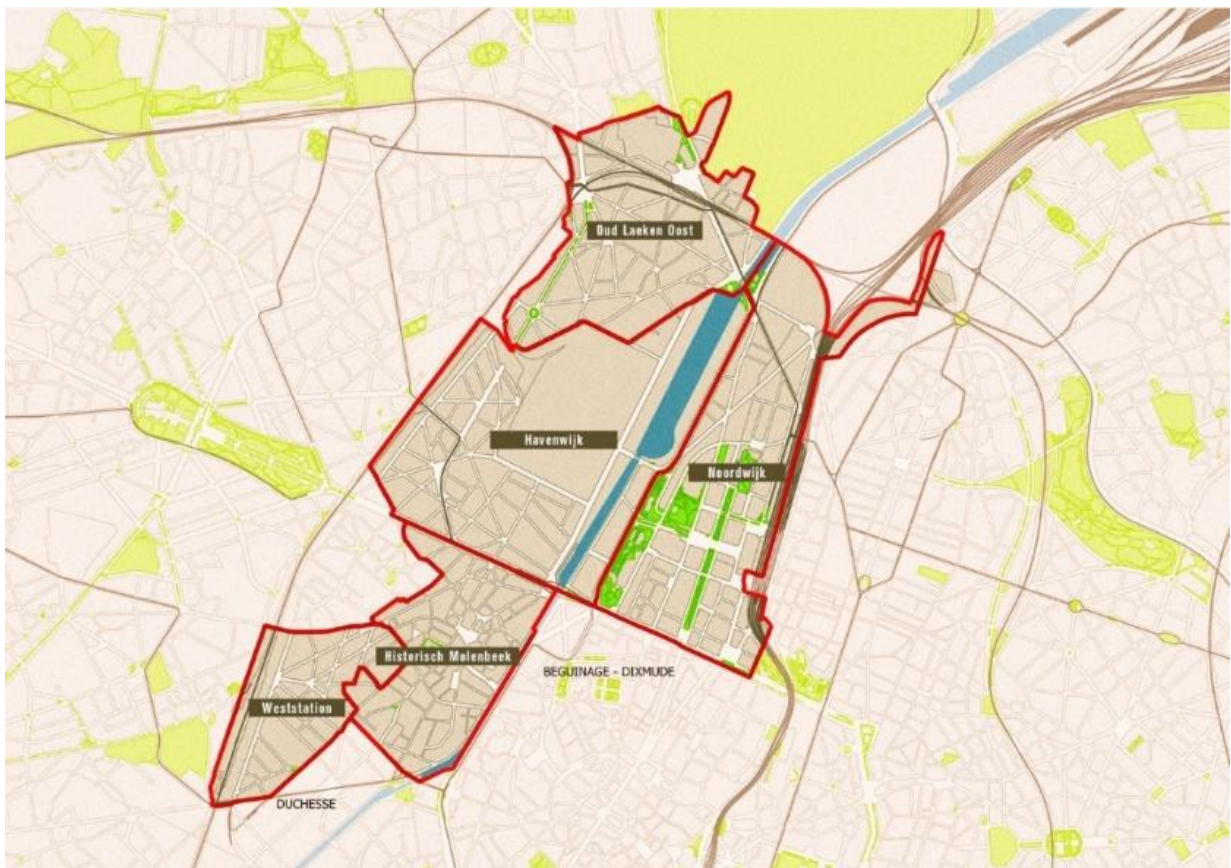 Oud Laeken Oost
Havenwijk
Noordwijk
Historisch Molenbeek
BEGUINAGE - DIXMUDE
Weststation
DUCHESSE